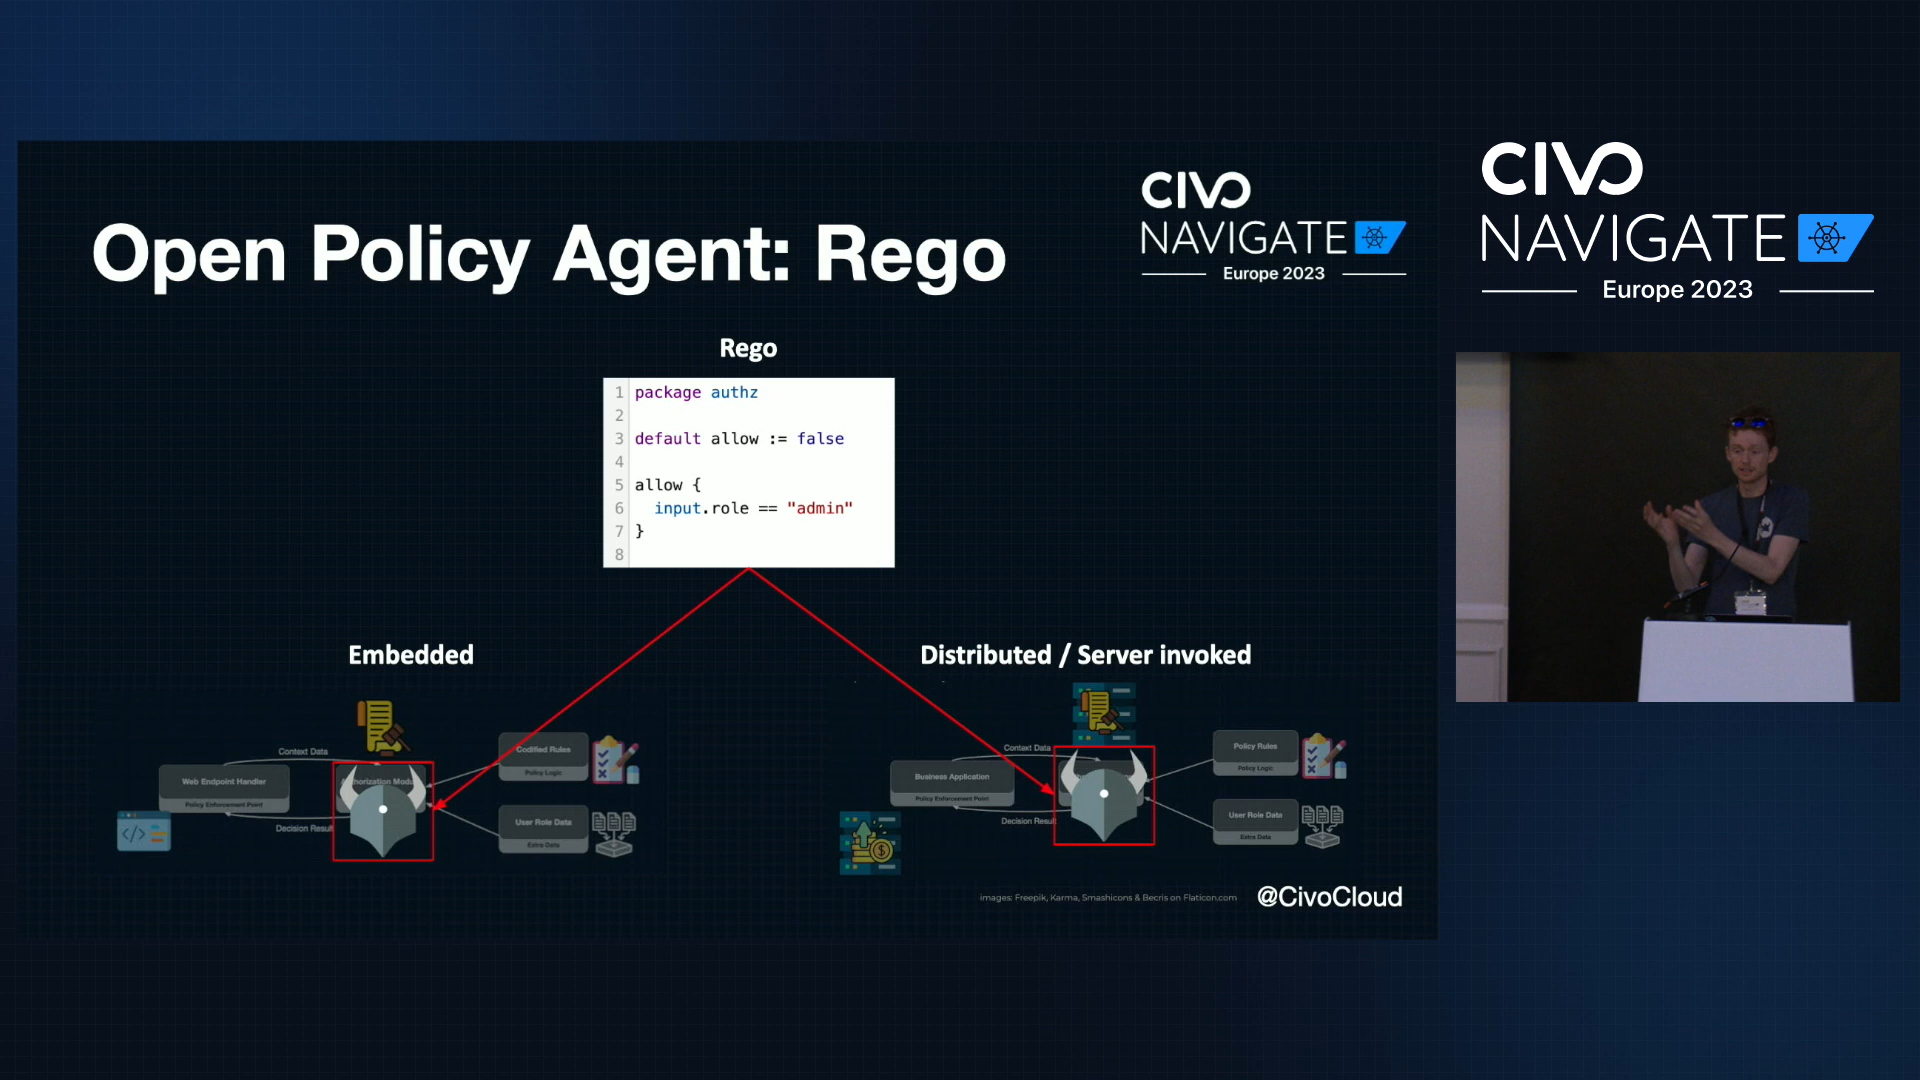 CIVO
NAVIGATE
Europe 2023
Open Policy Agent: Rego
CIVO
NAVIGATE
Europe 2023
Rego
1 package authz
2
3 default allow := false
4
5 allow {
6 input.role == "admin"
7 }
8
Embedded
Context Data
Web Endpoint Handler
Policy Enforcement Point
Decision Result
Codified Rules
Policy Logic
User Role Data
Extra Data
</>
Distributed / Server invoked
Context Data
Business Application
Policy Enforcement Point
Decision Result
Policy Rules
Policy Logic
User Role Data
Extra Data
$
images: Freepik, Karma, Smashicons & Becris on Flaticon.com
@CivoCloud